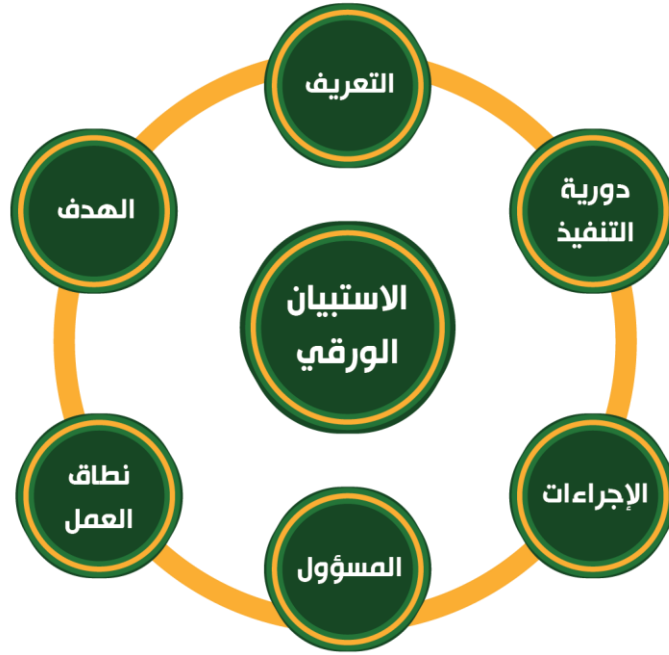 التعريف
دورية
التنفيذ
الهدف
الاستبيان
الورقي
الإجراءات
نطاق
العمل
المسؤول